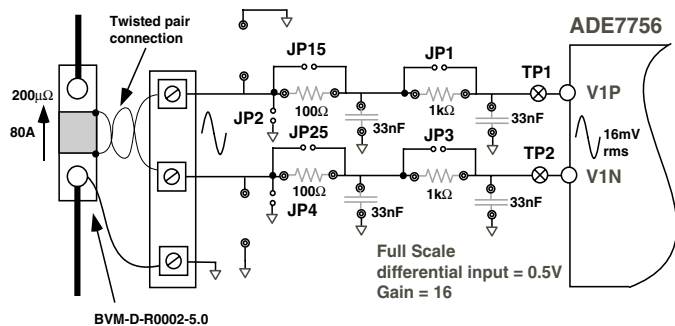 Twisted pair
connection
ADE7756
JP15
JP1
TP1
200μΩ
80A
V1P
JP2
100Ω
33nF
1kΩ
33nF
JP25
JP3
16mV
rms
TP2
V1N
100Ω
JP4
33nF
1kΩ
33nF
Full Scale
differential input = 0.5V
Gain = 16
BVM-D-R0002-5.0